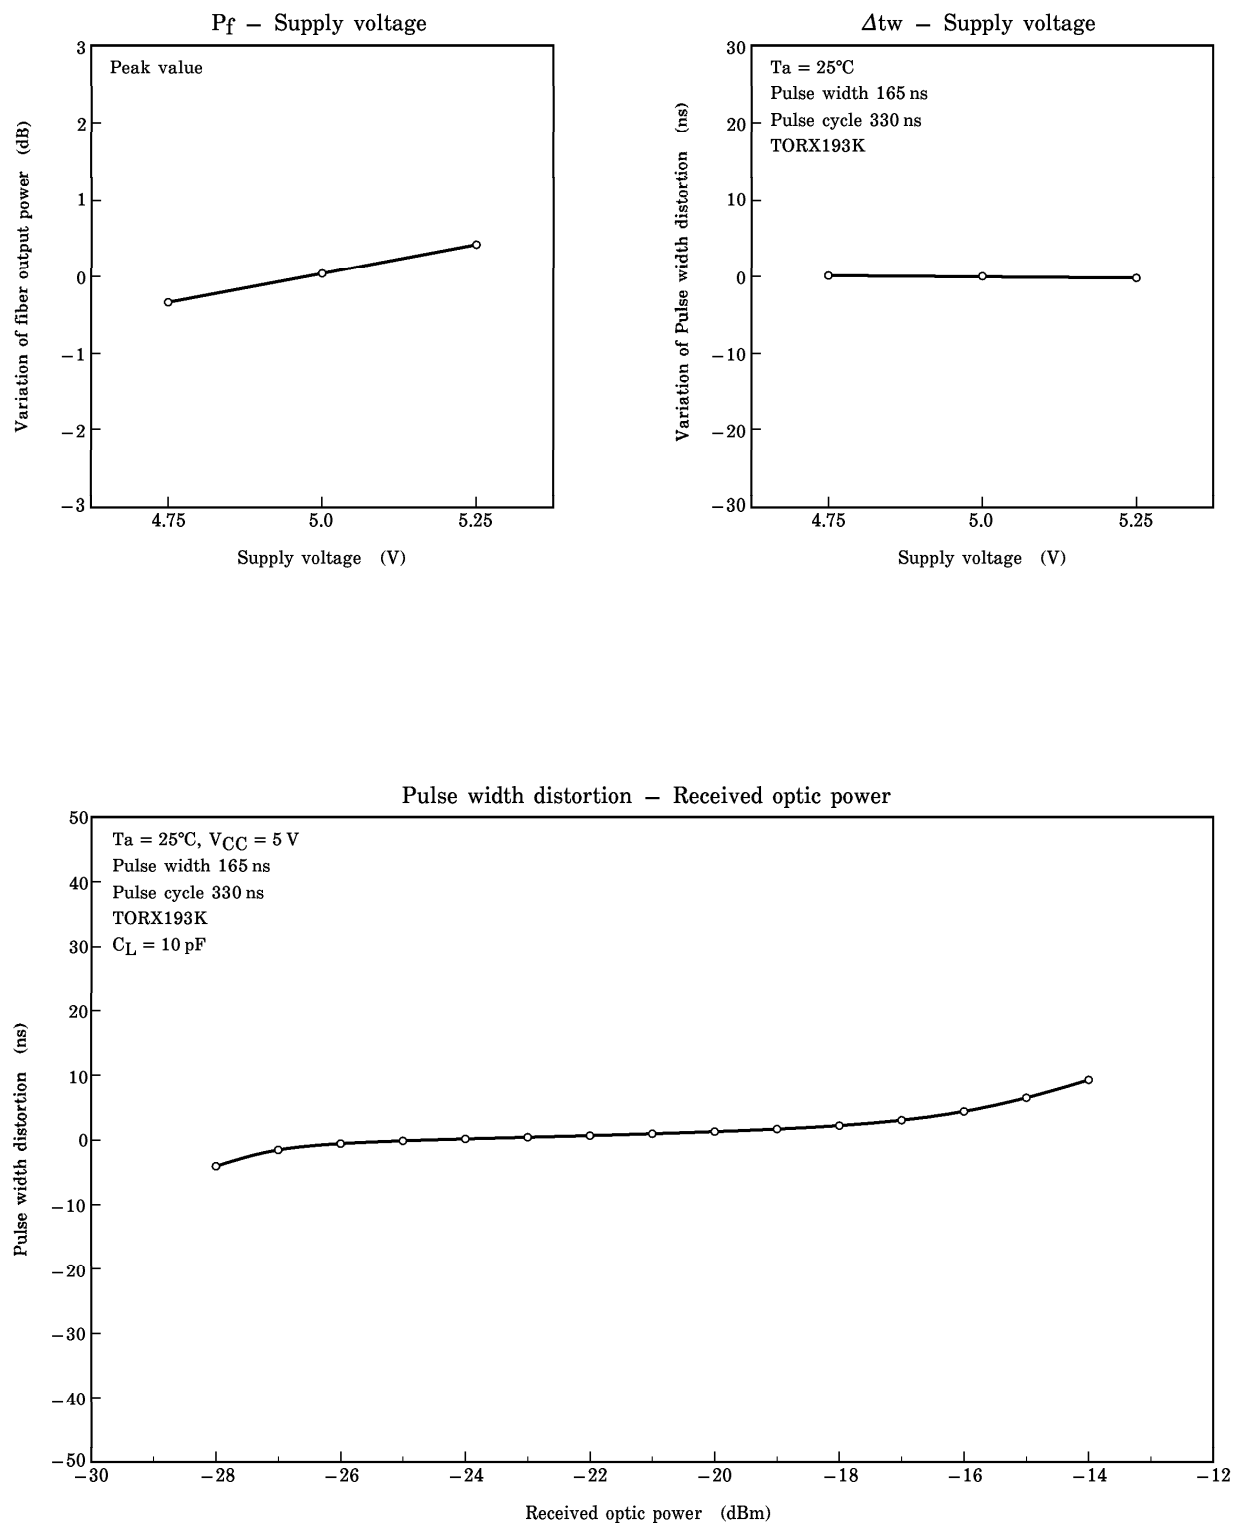 Pf – Supply voltage
3
Peak value
2
1
0
–1
–2
–3
4.75 5.0 5.25
Variation of fiber output power (dB)
Supply voltage (V)
Δtw – Supply voltage
30
Ta = 25°C
Pulse width 165 ns
20
Pulse cycle 330 ns
TORX193K
10
0
–10
–20
–30
4.75 5.0 5.25
Variation of Pulse width distortion (ns)
Supply voltage (V)
Pulse width distortion – Received optic power
50
Ta = 25°C, VCC = 5 V
Pulse width 165 ns
40
Pulse cycle 330 ns
TORX193K
30
CL = 10 pF
20
10
0
–10
–20
–30
–40
–50
–30 –28 –26 –24 –22 –20 –18 –16 –14 –12
Pulse width distortion (ns)
Received optic power (dBm)